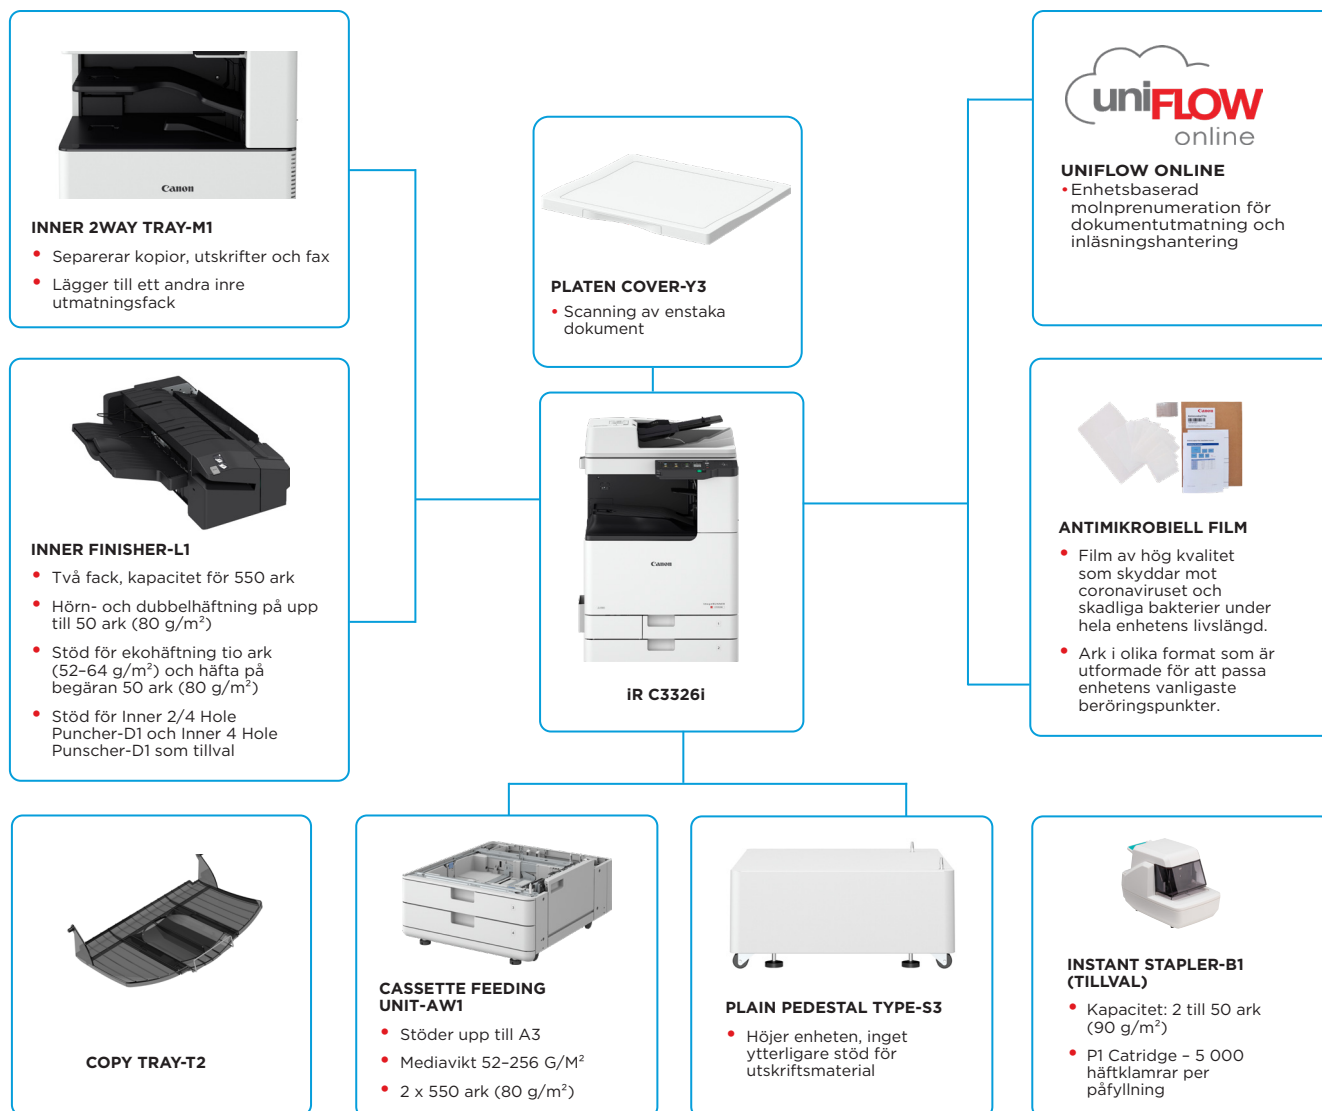 Canon
INNER 2WAY TRAY-M1
• Separerar kopior, utskrifter och fax
• Lägger till ett andra inre
utmatningsfack
PLATEN COVER-Y3
• Scanning av enstaka
dokument
uniFLOW
online
UNIFLOW ONLINE
• Enhetsbaserad
molnprenumeration för
dokumentutmatning och
inläsningshantering
INNER FINISHER-L1
• Två fack, kapacitet för 550 ark
• Hörn- och dubbelhäftning på upp
till 50 ark (80 g/m²)
• Stöd för ekohäftning tio ark
(52–64 g/m²) och häfta på
begäran 50 ark (80 g/m²)
• Stöd för Inner 2/4 Hole
Puncher-D1 och Inner 4 Hole
Punscher-D1 som tillval
Canon
iR C3326i
Canon
ANTIMIKROBIELL FILM
• Film av hög kvalitet
som skyddar mot
coronaviruset och
skadliga bakterier under
hela enhetens livslängd.
• Ark i olika format som är
utformade för att passa
enhetens vanligaste
beröringspunkter.
COPY TRAY-T2
CASSETTE FEEDING
UNIT-AW1
• Stöder upp till A3
• Mediavikt 52–256 G/M²
• 2 x 550 ark (80 g/m²)
PLAIN PEDESTAL TYPE-S3
• Höjer enheten, inget
ytterligare stöd för
utskriftsmaterial
INSTANT STAPLER-B1
(TILLVAL)
• Kapacitet: 2 till 50 ark
(90 g/m²)
• P1 Catridge – 5 000
häftklamrar per
påfyllning